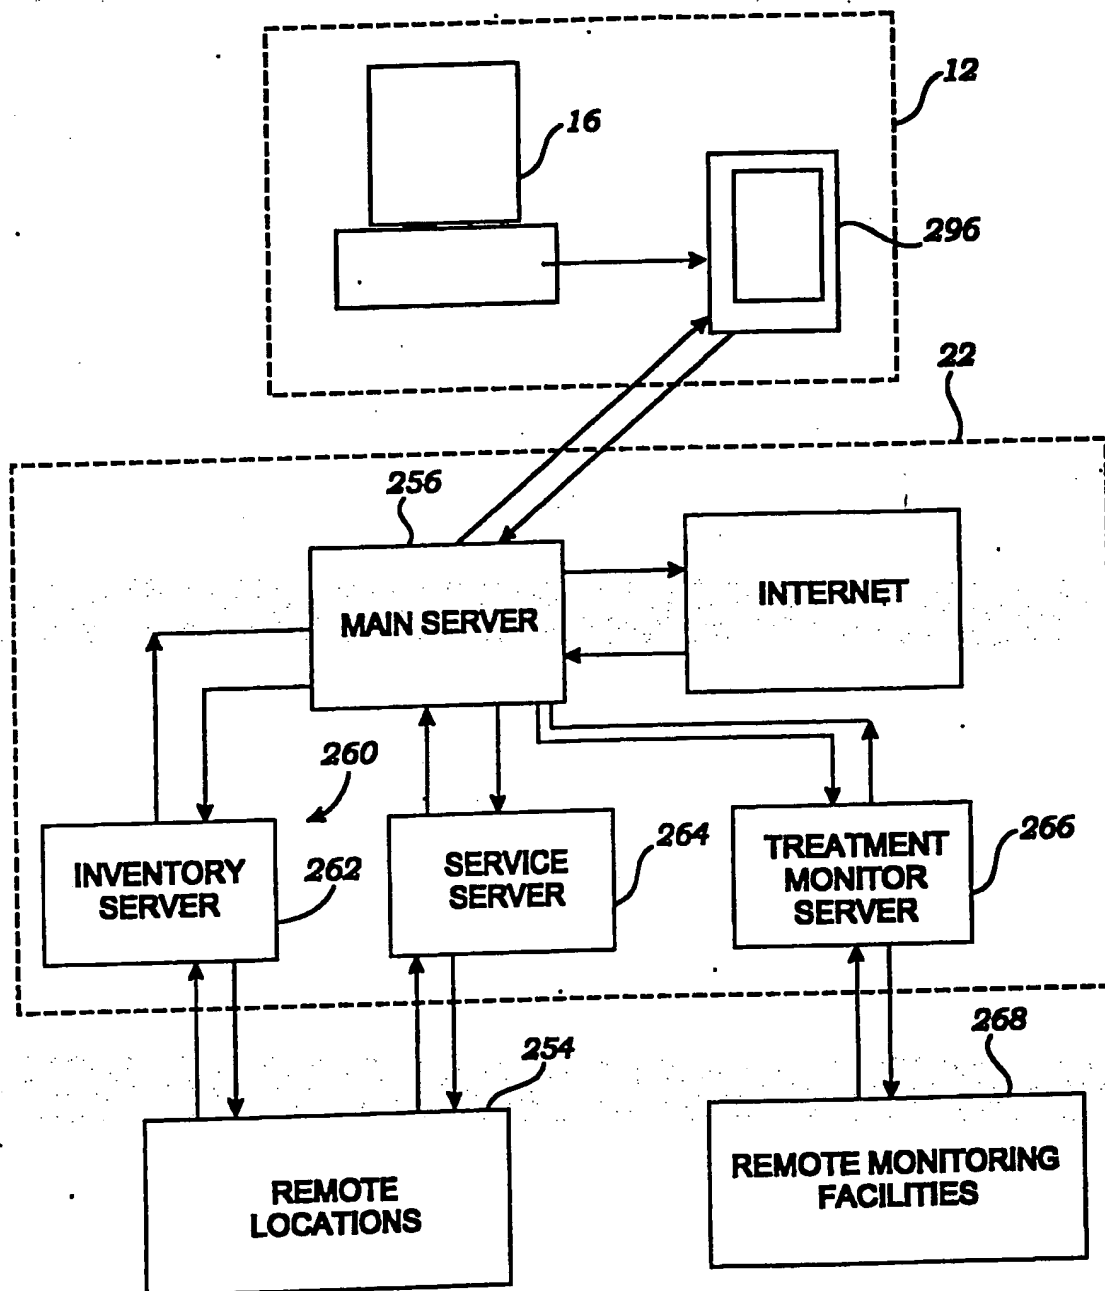 12
16
296
22
256
MAIN SERVER
INTERNET
260
INVENTORY
SERVER
262
SERVICE
SERVER
264
TREATMENT
MONITOR
SERVER
266
254
268
REMOTE
LOCATIONS
REMOTE MONITORING
FACILITIES